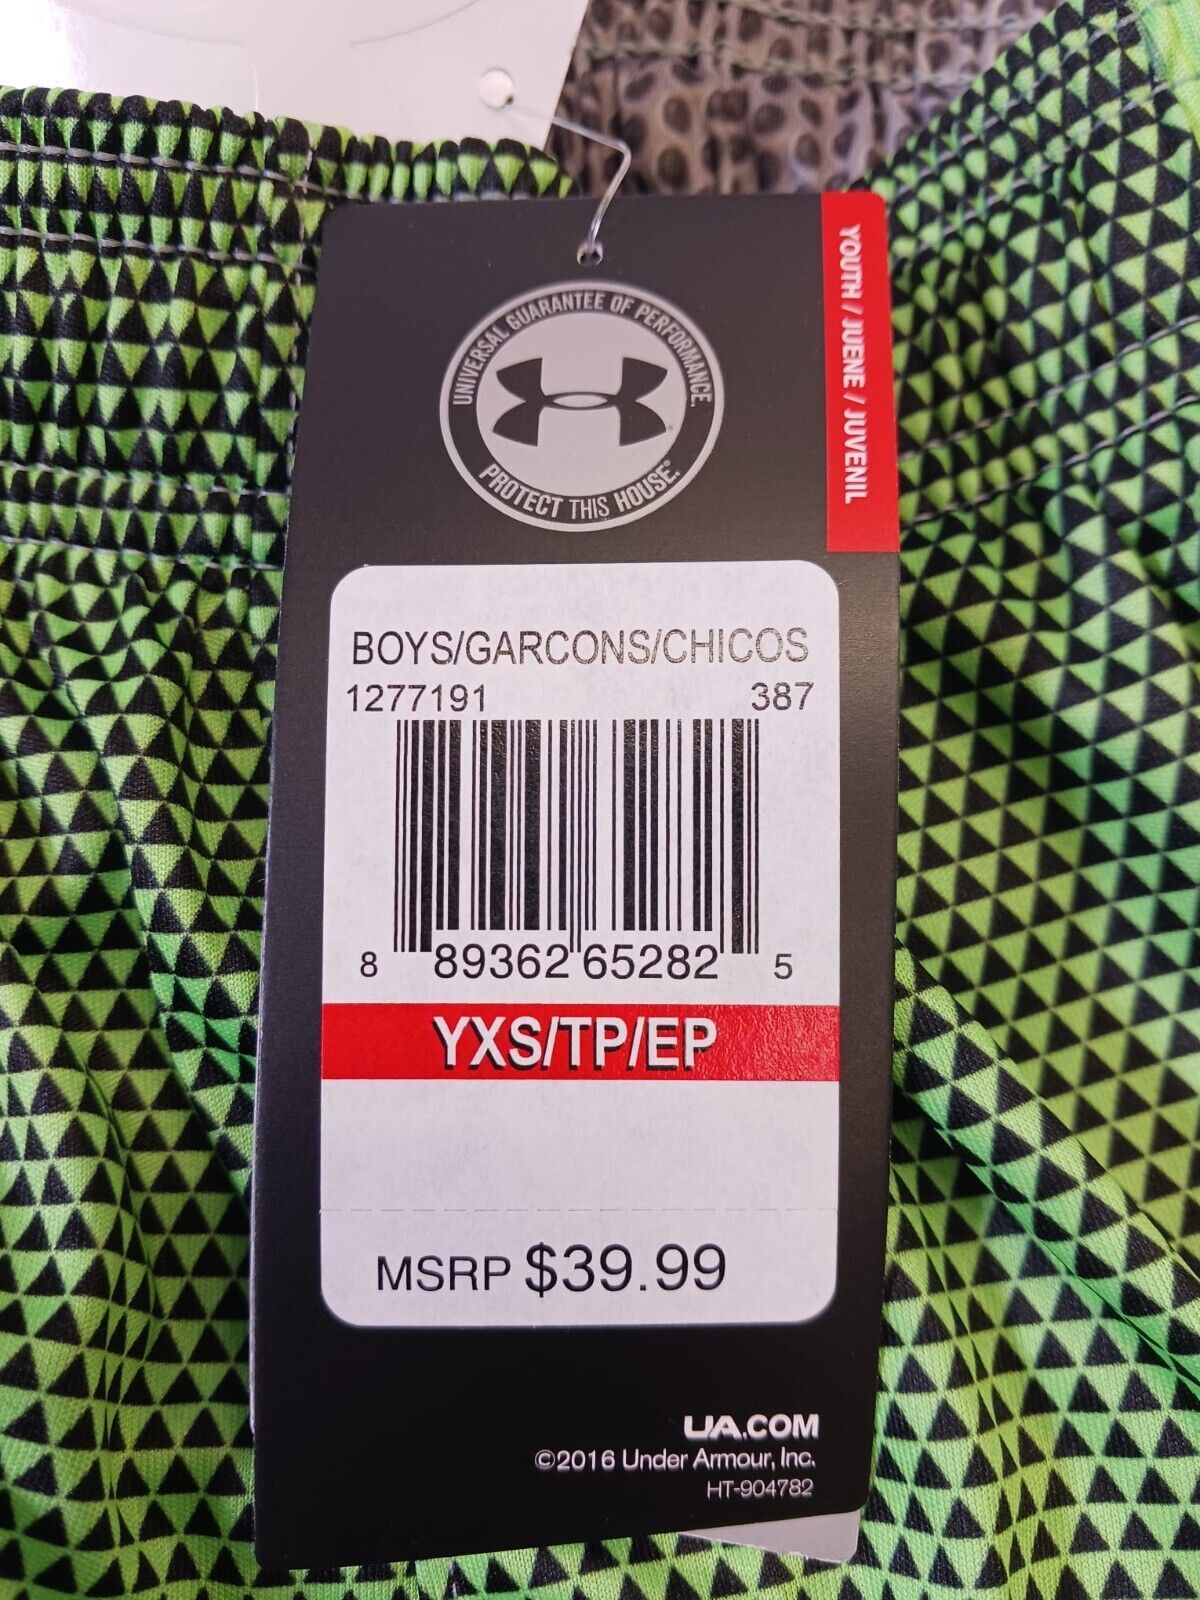 UNIVERSAL GUARANTEE OF PERFORMANCE.
PROTECT THIS HOUSE.®
YOUTH / JUENE / JUVENIL
BOYS/GARCONS/CHICOS
1277191 387
8 89362 65282 5
YXS/TP/EP
MSRP $39.99
UA.COM
©2016 Under Armour, Inc.
HT-904782